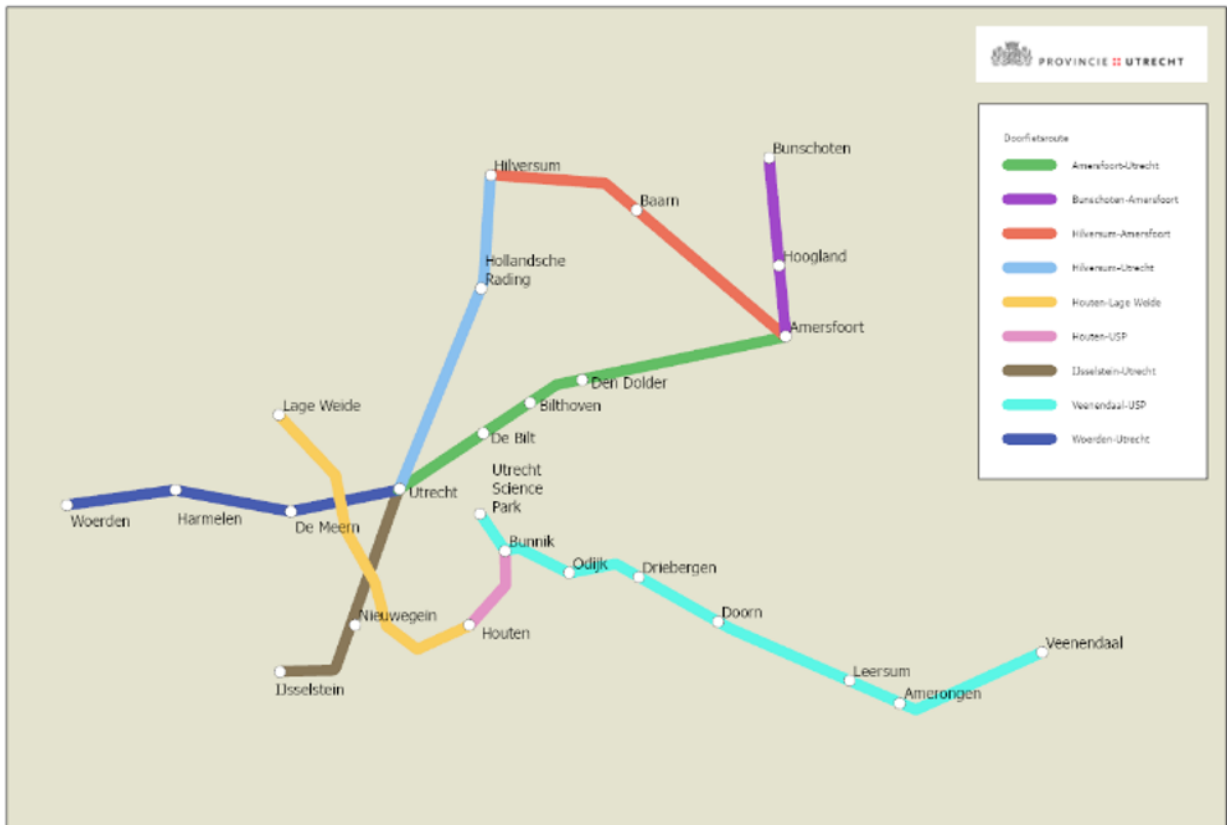 PROVINCIE UTRECHT
Doorfietsroute
Amersfoort-Utrecht
Bunschoten-Amersfoort
Hilversum-Amersfoort
Hilversum-Utrecht
Houten-Lage Weide
Houten-USP
IJsselstein-Utrecht
Veenendaal-USP
Woerden-Utrecht
Bunschoten
Hilversum
Baarn
Hoogland
Hollandsche
Rading
Amersfoort
Den Dolder
Bilthoven
Lage Weide
De Bilt
Utrecht
Science
Park
Utrecht
Woerden
Harmelen
De Meern
Bunnik
Odijk
Driebergen
Doorn
Nieuwegein
Houten
Veenendaal
Leersum
IJsselstein
Amerongen